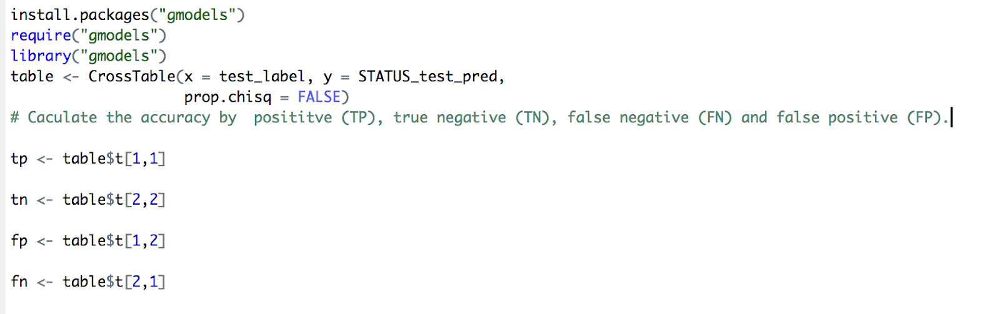 install.packages("gmodels")
require("gmodels")
library("gmodels")
table <- CrossTable(x = test_label, y = STATUS_test_pred,
                    prop.chisq = FALSE)
# Caculate the accuracy by  posititve (TP), true negative (TN), false negative (FN) and false positive (FP).
tp <- table$t[1,1]
tn <- table$t[2,2]
fp <- table$t[1,2]
fn <- table$t[2,1]